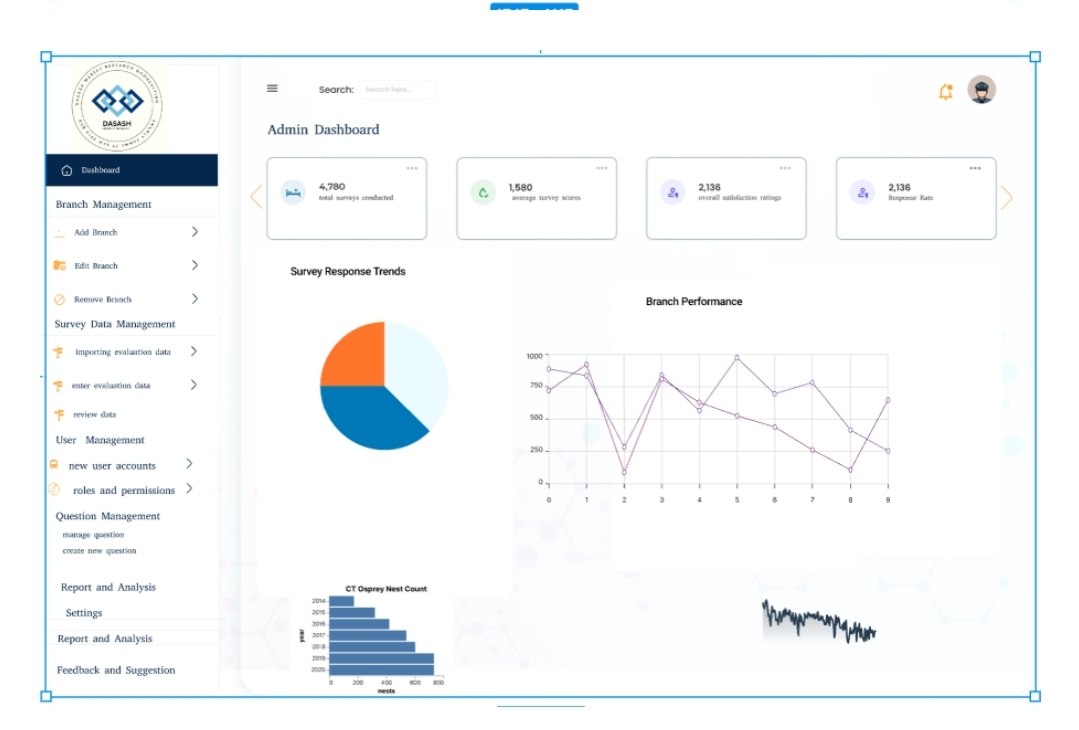 DASASH
Dashboard
Branch Management
Add Branch
Edit Branch
Remove Branch
Survey Data Management
importing evaluation data
enter evaluation data
review data
User Management
new user accounts
roles and permissions
Question Management
manage question
create new question
Report and Analysis
Settings
Report and Analysis
Feedback and Suggestion
Search: Search here...
Admin Dashboard
4,780
total surveys conducted
1,580
average survey scores
2,136
overall satisfaction ratings
2,136
Response Rate
Survey Response Trends
Branch Performance
1000
750
500
250
0
0 1 2 3 4 5 6 7 8 8
CT Osprey Nest Count
year
2014
2015
2016
2017
2018
2019
2020
0 200 400 600 800
nests